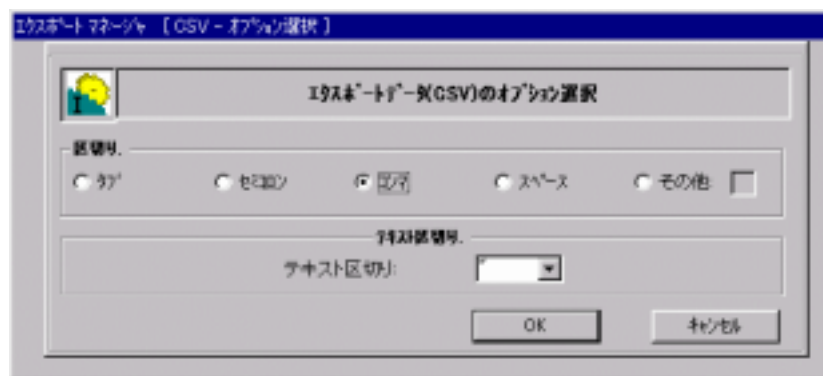 ｴｸｽﾎﾟｰﾄ ﾏﾈｰｼﾞｬ [ CSV - ｵﾌﾟｼｮﾝ選択 ]
ｴｸｽﾎﾟｰﾄﾃﾞｰﾀ(CSV)のｵﾌﾟｼｮﾝ選択
区切り.
ﾀﾌﾞ ｾﾐｺﾛﾝ ｺﾝﾏ ｽﾍﾟｰｽ その他:
ﾃｷｽﾄ区切り.
テキスト区切り:
OK ｷｬﾝｾﾙ